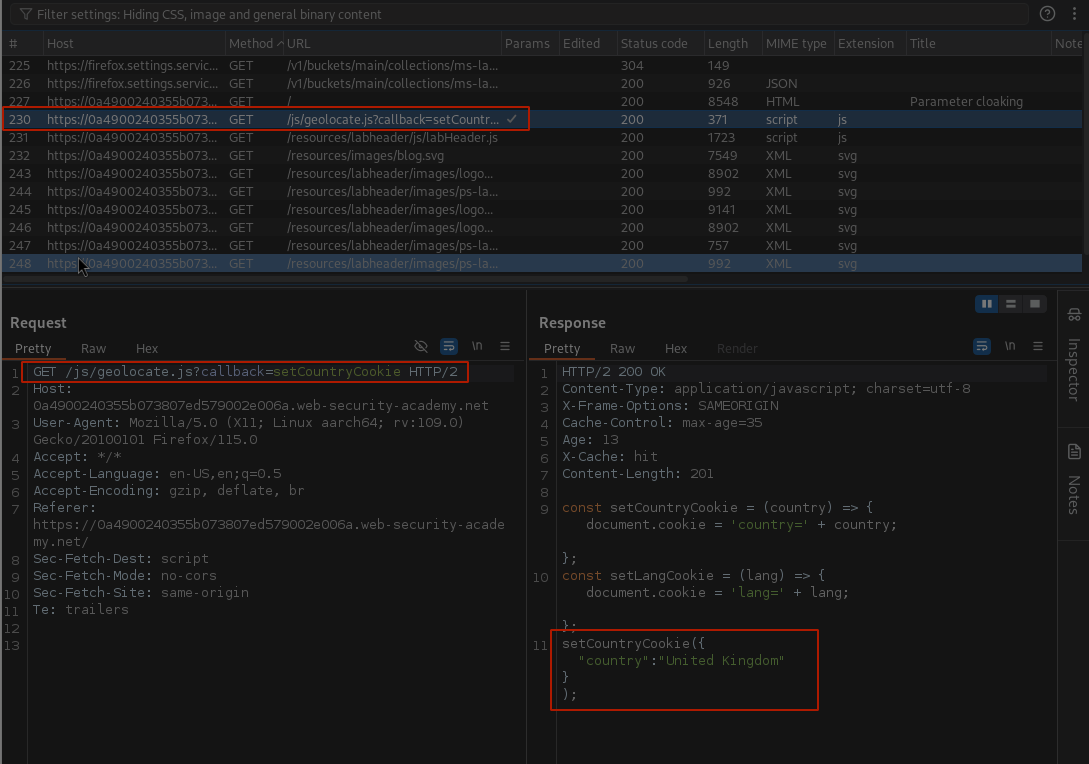 Filter settings: Hiding CSS, image and general binary content
# Host Method URL Params Edited Status code Length MIME type Extension Title Note
225 https://firefox.settings.servic... GET /v1/buckets/main/collections/ms-la... 304 149
226 https://firefox.settings.servic... GET /v1/buckets/main/collections/ms-la... 200 926 JSON
227 https://0a4900240355b073... GET / 200 8548 HTML Parameter cloaking
230 https://0a4900240355b073... GET /js/geolocate.js?callback=setCountr... ✓ 200 371 script js
231 https://0a4900240355b073... GET /resources/labheader/js/labHeader.js 200 1723 script js
232 https://0a4900240355b073... GET /resources/images/blog.svg 200 7549 XML svg
243 https://0a4900240355b073... GET /resources/labheader/images/logo... 200 8902 XML svg
244 https://0a4900240355b073... GET /resources/labheader/images/ps-la... 200 992 XML svg
245 https://0a4900240355b073... GET /resources/labheader/images/logo... 200 9141 XML svg
246 https://0a4900240355b073... GET /resources/labheader/images/logo... 200 8902 XML svg
247 https://0a4900240355b073... GET /resources/labheader/images/ps-la... 200 757 XML svg
248 https://0a4900240355b073... GET /resources/labheader/images/ps-la... 200 992 XML svg
Request
Pretty Raw Hex \n
1 GET /js/geolocate.js?callback=setCountryCookie HTTP/2
2 Host:
0a4900240355b073807ed579002e006a.web-security-academy.net
3 User-Agent: Mozilla/5.0 (X11; Linux aarch64; rv:109.0)
Gecko/20100101 Firefox/115.0
4 Accept: */*
5 Accept-Language: en-US,en;q=0.5
6 Accept-Encoding: gzip, deflate, br
7 Referer:
https://0a4900240355b073807ed579002e006a.web-security-acade
my.net/
8 Sec-Fetch-Dest: script
9 Sec-Fetch-Mode: no-cors
10 Sec-Fetch-Site: same-origin
11 Te: trailers
12
13
Response
Pretty Raw Hex Render \n
1 HTTP/2 200 OK
2 Content-Type: application/javascript; charset=utf-8
3 X-Frame-Options: SAMEORIGIN
4 Cache-Control: max-age=35
5 Age: 13
6 X-Cache: hit
7 Content-Length: 201
8
9 const setCountryCookie = (country) => {
document.cookie = 'country=' + country;
};
10 const setLangCookie = (lang) => {
document.cookie = 'lang=' + lang;
};
11 setCountryCookie({
"country":"United Kingdom"
}
);
Inspector
Notes